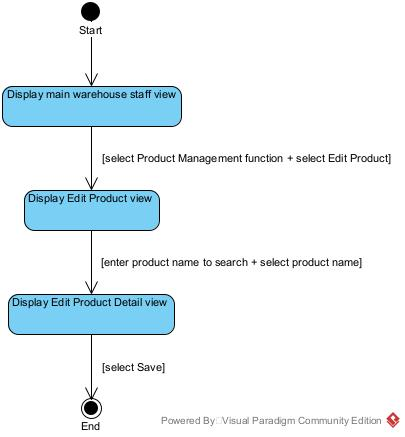 Start
Display main warehouse staff view
[select Product Management function + select Edit Product]
Display Edit Product view
[enter product name to search + select product name]
Display Edit Product Detail view
[select Save]
End
Powered By Visual Paradigm Community Edition